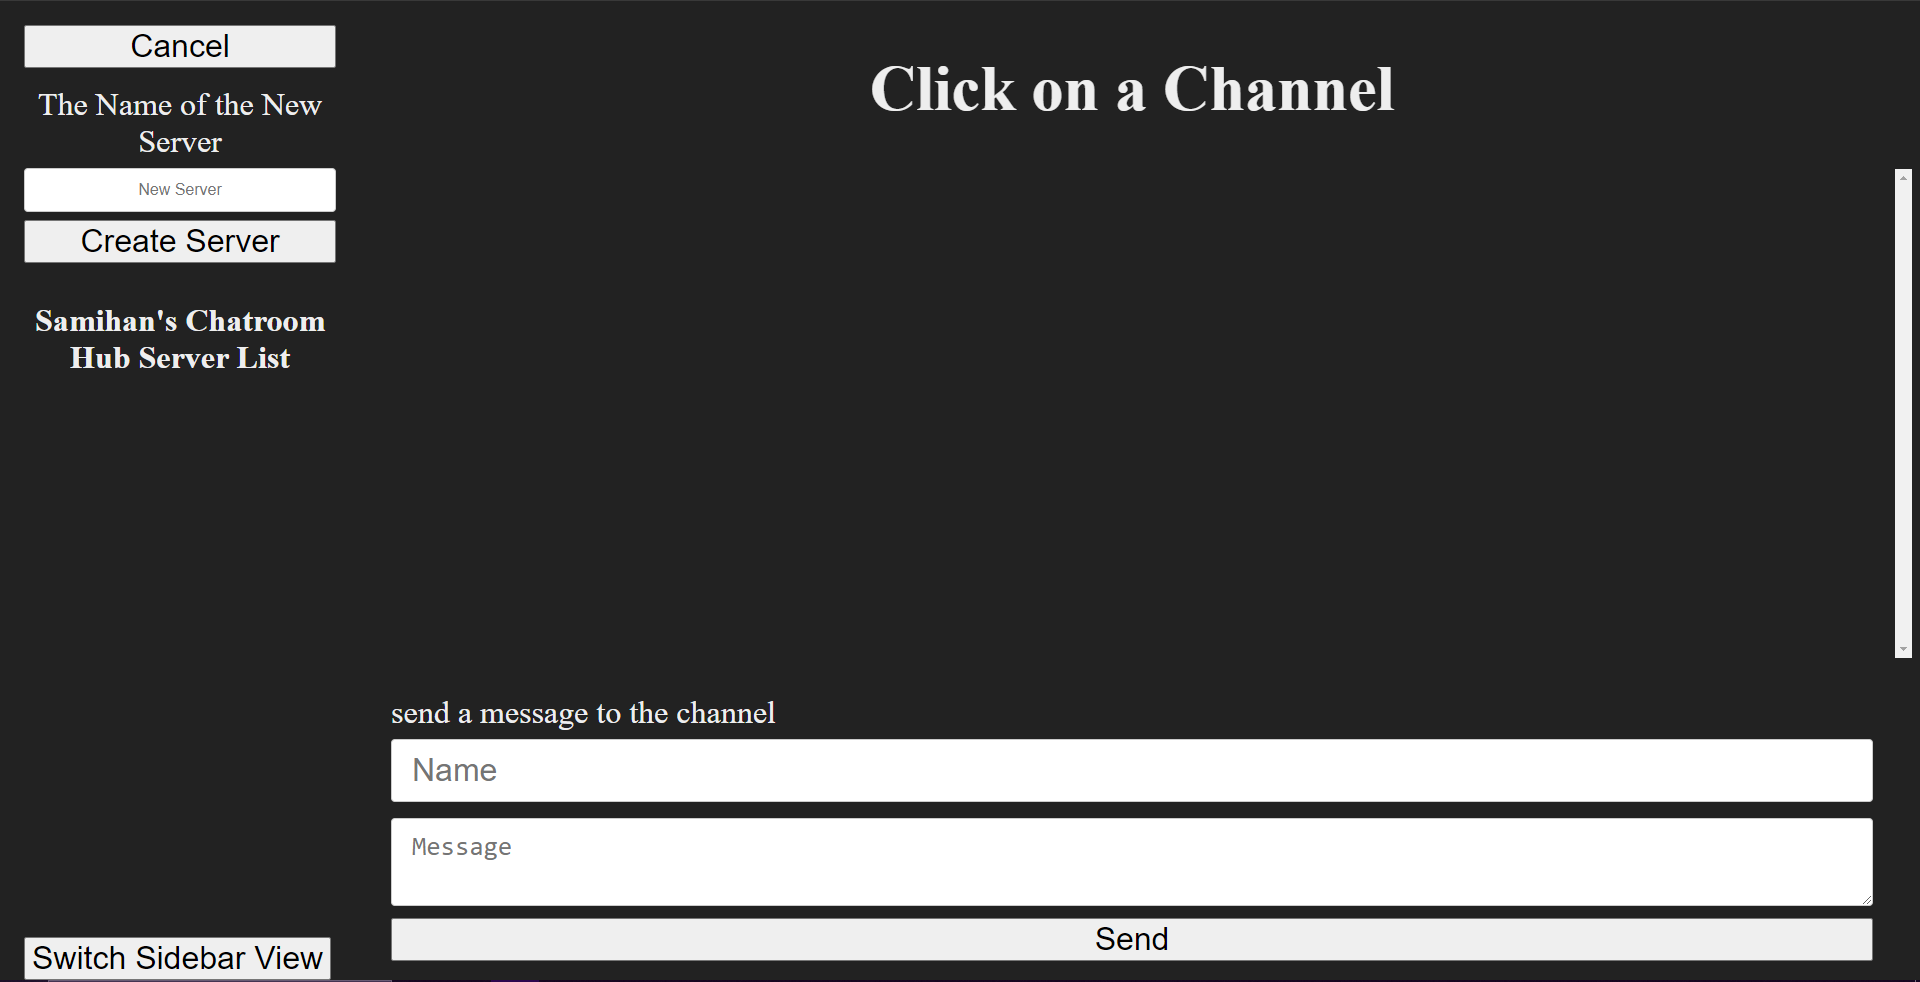 Cancel
The Name of the New
Server
New Server
Create Server
Samihan's Chatroom
Hub Server List
Switch Sidebar View
Click on a Channel
send a message to the channel
Name
Message
Send